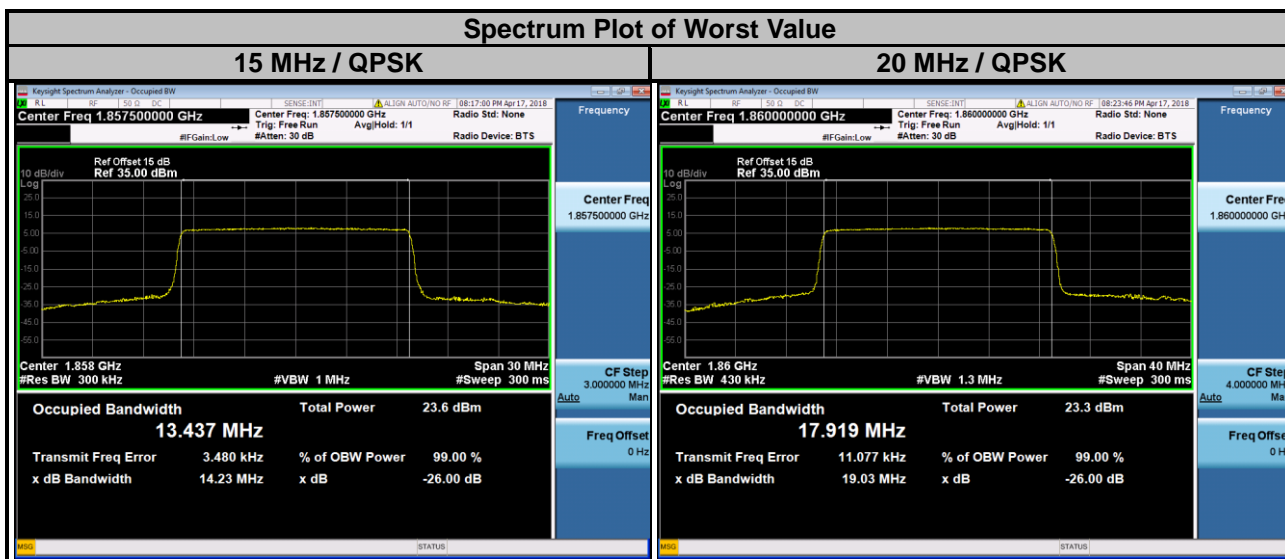 Spectrum Plot of Worst Value
15 MHz / QPSK
20 MHz / QPSK
Keysight Spectrum Analyzer - Occupied BW
RL RF 50 Ω DC SENSE:INT ALIGN AUTO/NO RF 08:17:00 PM Apr 17, 2018
Center Freq 1.857500000 GHz
Center Freq: 1.857500000 GHz
Radio Std: None
Trig: Free Run Avg|Hold: 1/1
#IFGain:Low #Atten: 30 dB
Radio Device: BTS
Ref Offset 15 dB
10 dB/div Ref 35.00 dBm
Log
25.0
15.0
5.00
-5.00
-15.0
-25.0
-35.0
-45.0
-55.0
Center 1.858 GHz
Span 30 MHz
#Res BW 300 kHz
#VBW 1 MHz
#Sweep 300 ms
Occupied Bandwidth
13.437 MHz
Total Power 23.6 dBm
Transmit Freq Error 3.480 kHz
% of OBW Power 99.00 %
x dB Bandwidth 14.23 MHz
x dB -26.00 dB
MSG
STATUS
Frequency
Center Freq
1.857500000 GHz
CF Step
3.000000 MHz
Auto Man
Freq Offset
0 Hz
Keysight Spectrum Analyzer - Occupied BW
RL RF 50 Ω DC SENSE:INT ALIGN AUTO/NO RF 08:23:46 PM Apr 17, 2018
Center Freq 1.860000000 GHz
Center Freq: 1.860000000 GHz
Radio Std: None
Trig: Free Run Avg|Hold: 1/1
#IFGain:Low #Atten: 30 dB
Radio Device: BTS
Ref Offset 15 dB
10 dB/div Ref 35.00 dBm
Log
25.0
15.0
5.00
-5.00
-15.0
-25.0
-35.0
-45.0
-55.0
Center 1.86 GHz
Span 40 MHz
#Res BW 430 kHz
#VBW 1.3 MHz
#Sweep 300 ms
Occupied Bandwidth
17.919 MHz
Total Power 23.3 dBm
Transmit Freq Error 11.077 kHz
% of OBW Power 99.00 %
x dB Bandwidth 19.03 MHz
x dB -26.00 dB
MSG
STATUS
Frequency
Center Fre
1.860000000 GH
CF Step
4.000000 MH
Auto Ma
Freq Offse
0 H